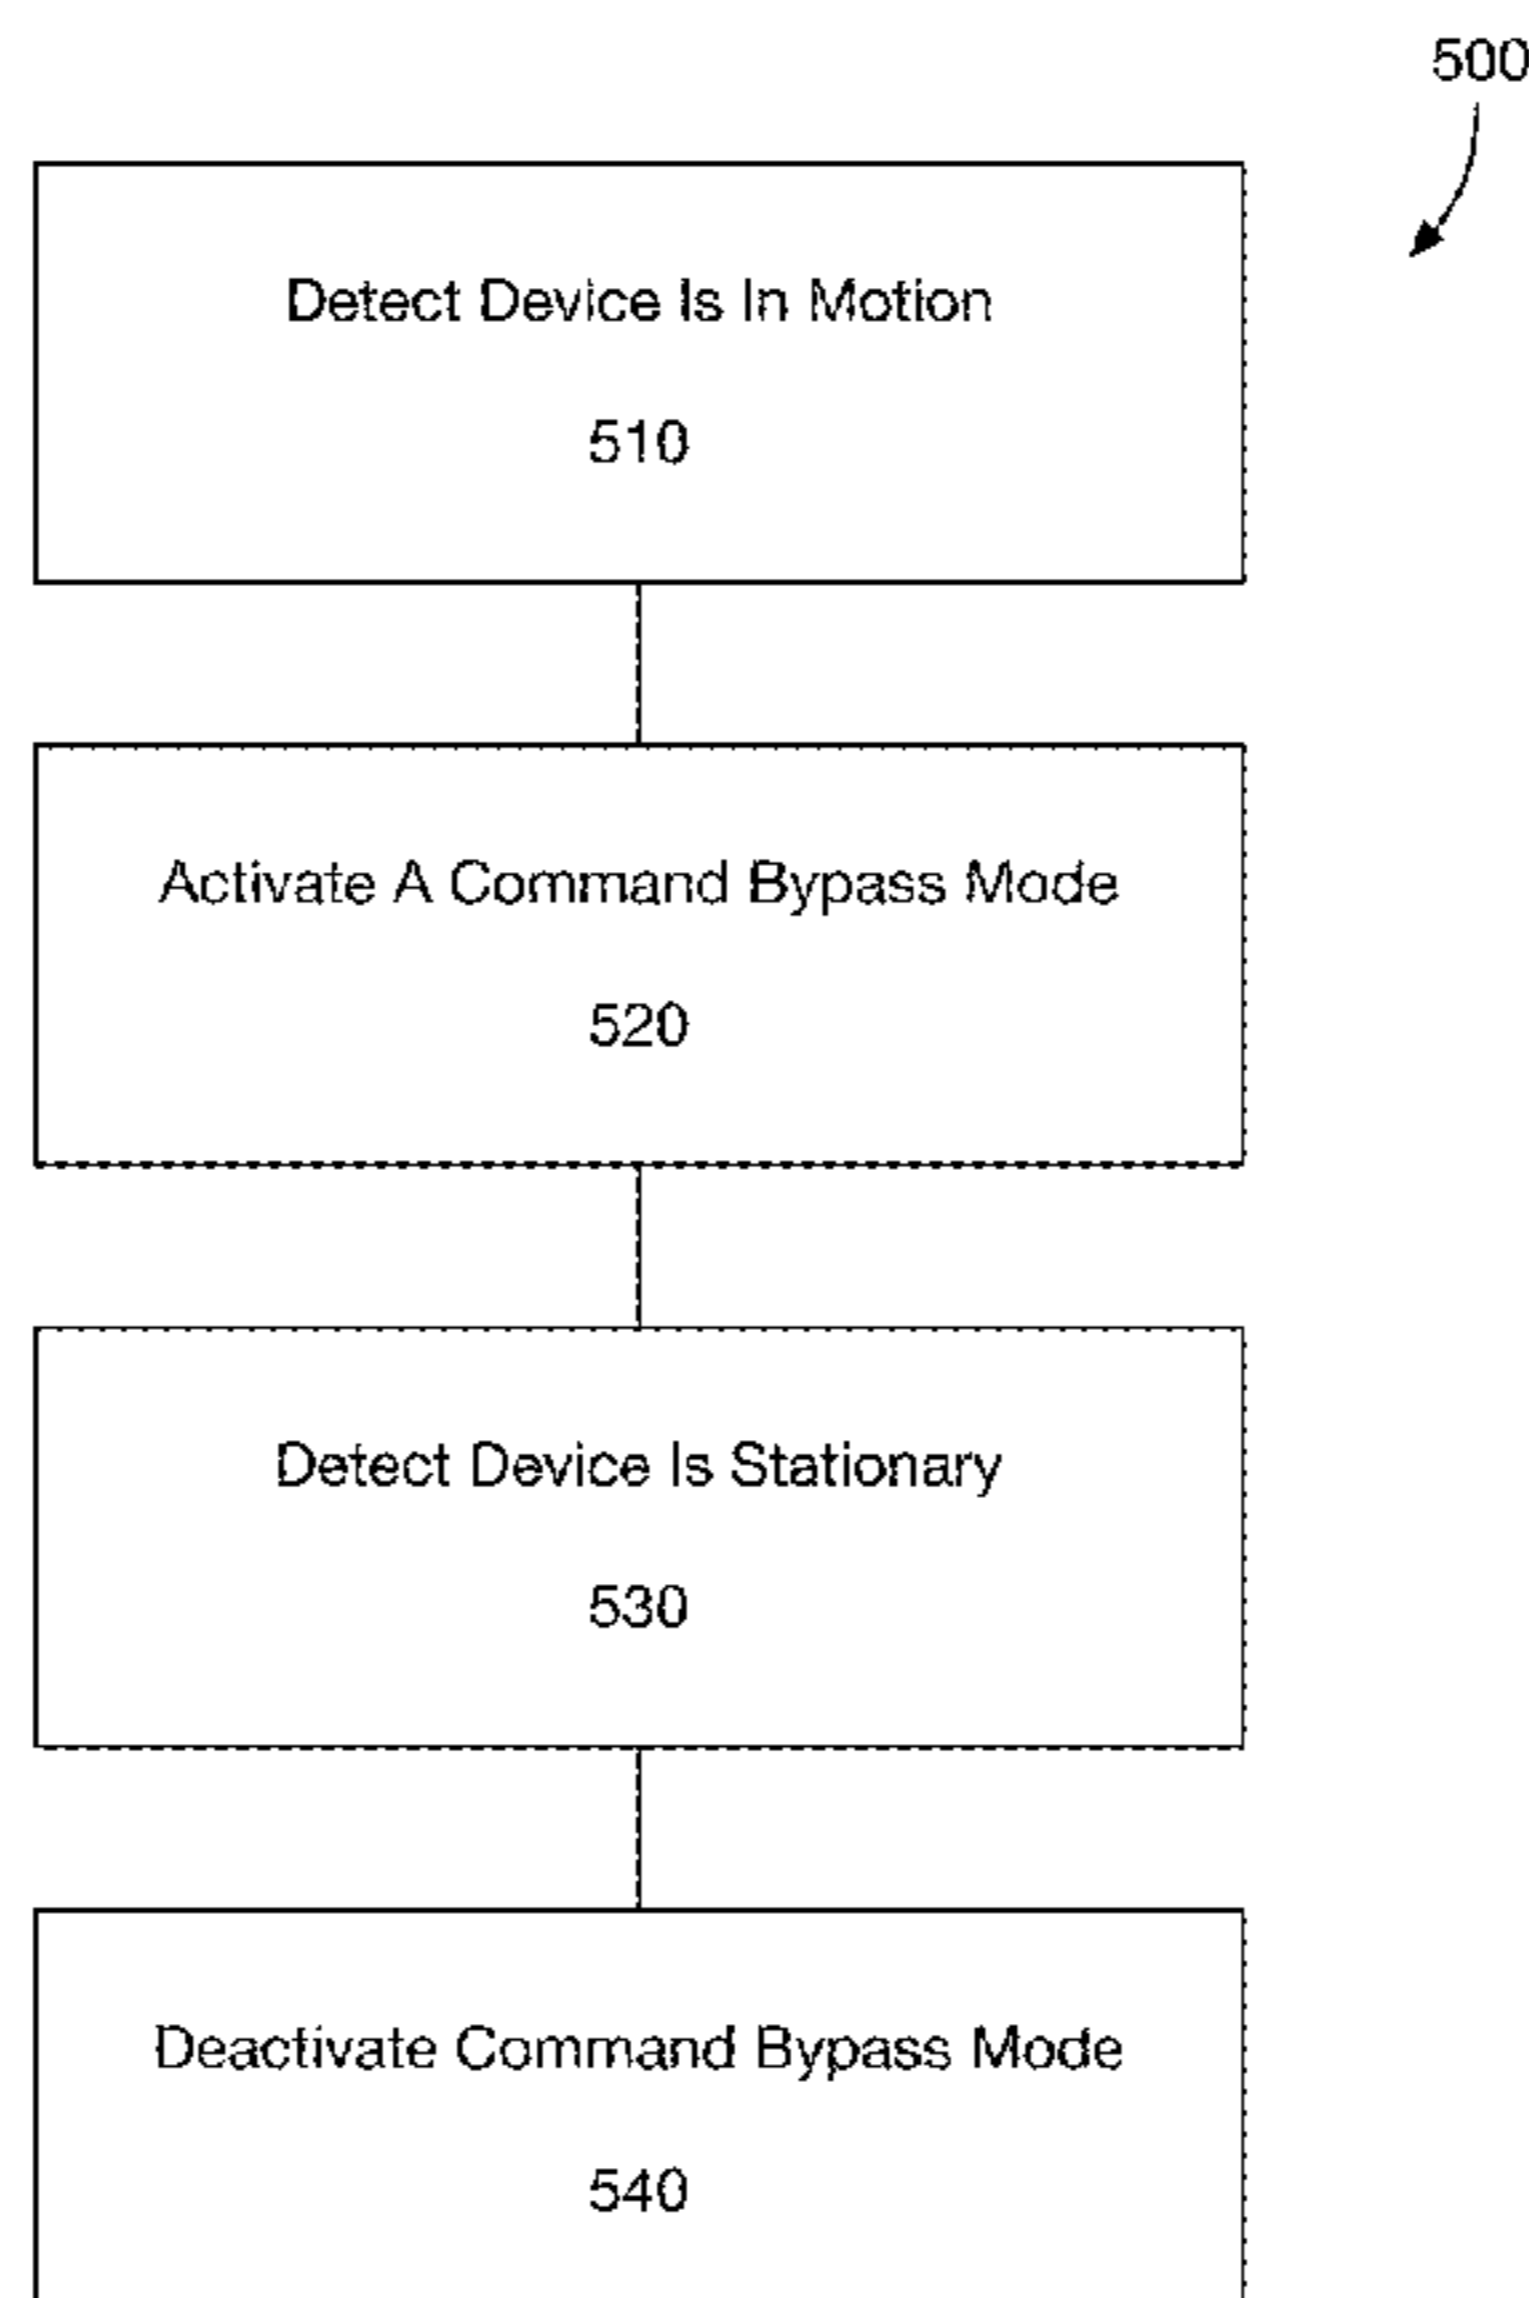 500
Detect Device Is In Motion
510
Activate A Command Bypass Mode
520
Detect Device Is Stationary
530
Deactivate Command Bypass Mode
540